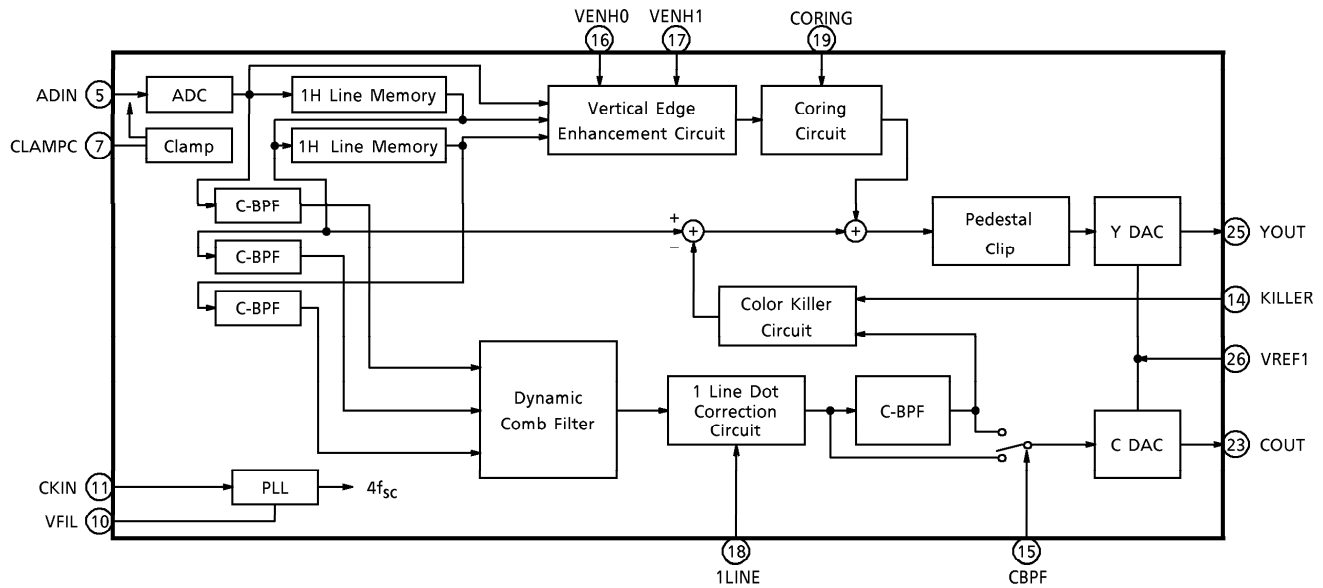 VENH0 VENH1 CORING
16 17 19
ADIN 5 ADC 1H Line Memory
CLAMPC 7 Clamp 1H Line Memory
Vertical Edge
Enhancement Circuit
Coring
Circuit
C-BPF
C-BPF
C-BPF
+
−
+
+
Pedestal
Clip
Y DAC
25 YOUT
Color Killer
Circuit
14 KILLER
26 VREF1
Dynamic
Comb Filter
1 Line Dot
Correction
Circuit
C-BPF
C DAC
23 COUT
CKIN 11 PLL 4fsc
VFIL 10
18 15
1LINE CBPF